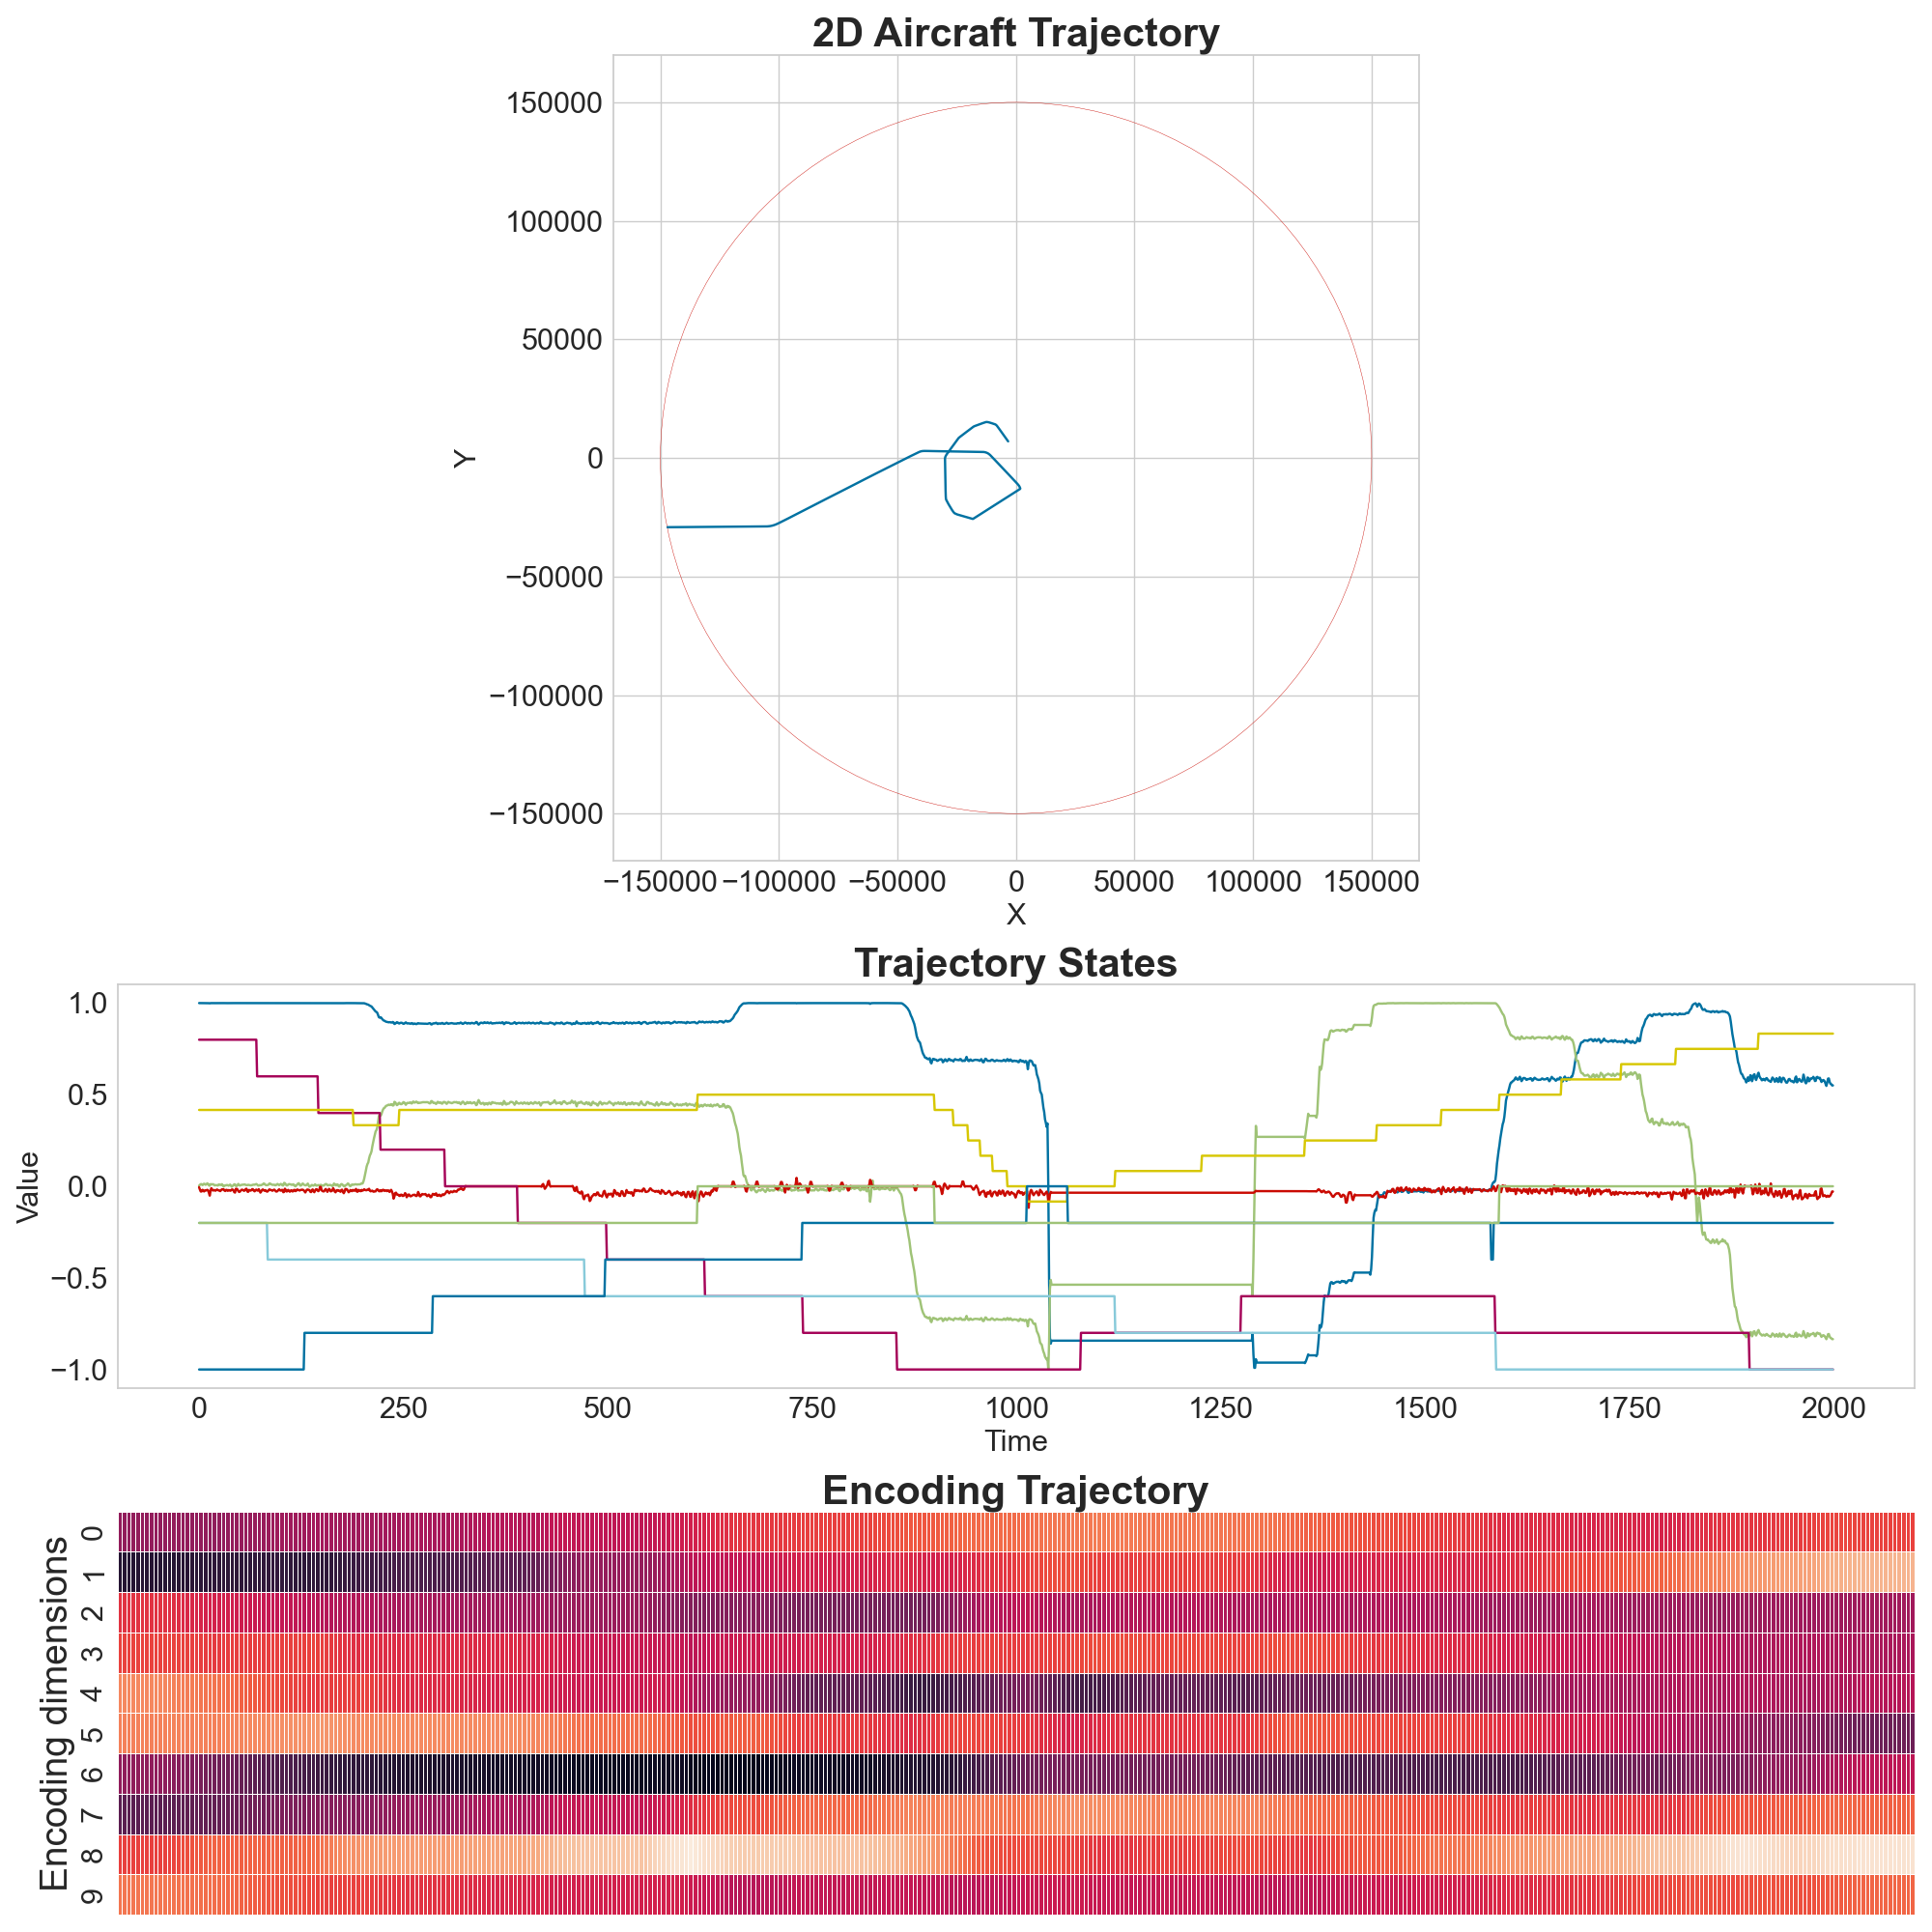 2D Aircraft Trajectory
150000
100000
50000
0
−50000
−100000
−150000
Y
−150000 −100000 −50000 0 50000 100000 150000
X
Trajectory States
1.0
0.5
0.0
−0.5
−1.0
Value
0 250 500 750 1000 1250 1500 1750 2000
Time
Encoding Trajectory
Encoding dimensions
0
1
2
3
4
5
6
7
8
9